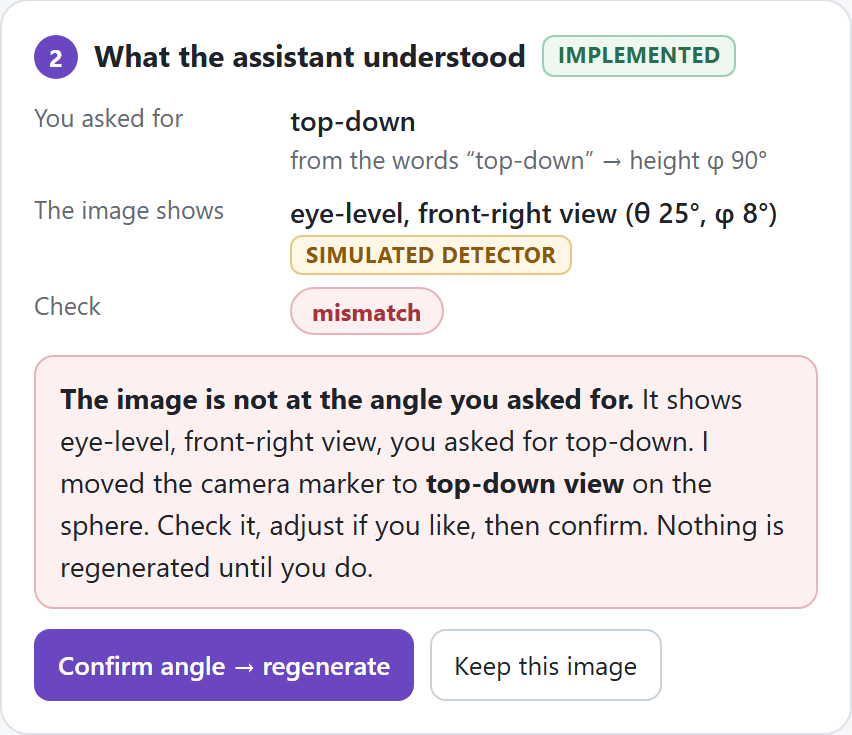 2 What the assistant understood IMPLEMENTED
You asked for top-down
from the words “top-down” → height φ 90°
The image shows eye-level, front-right view (θ 25°, φ 8°)
SIMULATED DETECTOR
Check mismatch
The image is not at the angle you asked for. It shows
eye-level, front-right view, you asked for top-down. I
moved the camera marker to top-down view on the
sphere. Check it, adjust if you like, then confirm. Nothing is
regenerated until you do.
Confirm angle → regenerate Keep this image